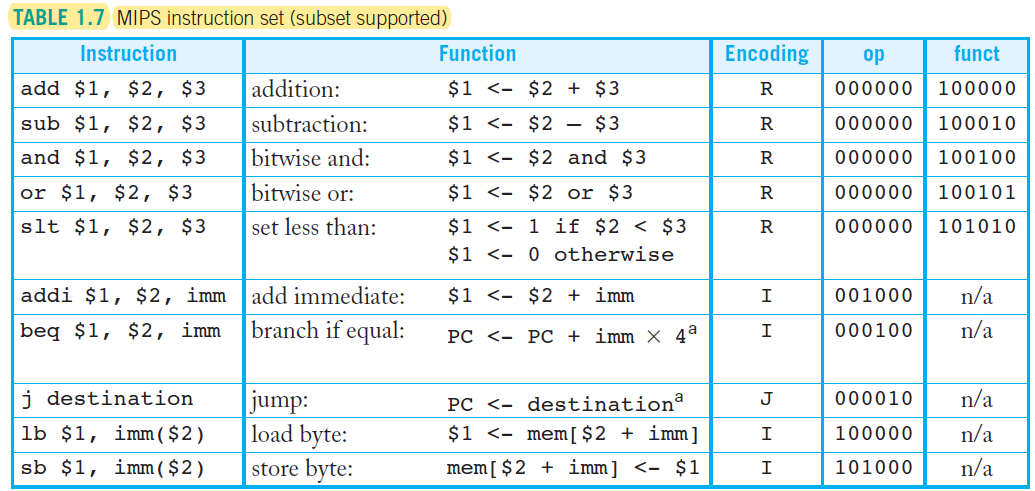 TABLE 1.7 MIPS instruction set (subset supported)
Instruction Function Encoding op funct
add $1, $2, $3 addition: $1 <- $2 + $3 R 000000 100000
sub $1, $2, $3 subtraction: $1 <- $2 – $3 R 000000 100010
and $1, $2, $3 bitwise and: $1 <- $2 and $3 R 000000 100100
or $1, $2, $3 bitwise or: $1 <- $2 or $3 R 000000 100101
slt $1, $2, $3 set less than: $1 <- 1 if $2 < $3 R 000000 101010
$1 <- 0 otherwise
addi $1, $2, imm add immediate: $1 <- $2 + imm I 001000 n/a
beq $1, $2, imm branch if equal: PC <- PC + imm × 4ª I 000100 n/a
j destination jump: PC <- destinationª J 000010 n/a
lb $1, imm($2) load byte: $1 <- mem[$2 + imm] I 100000 n/a
sb $1, imm($2) store byte: mem[$2 + imm] <- $1 I 101000 n/a